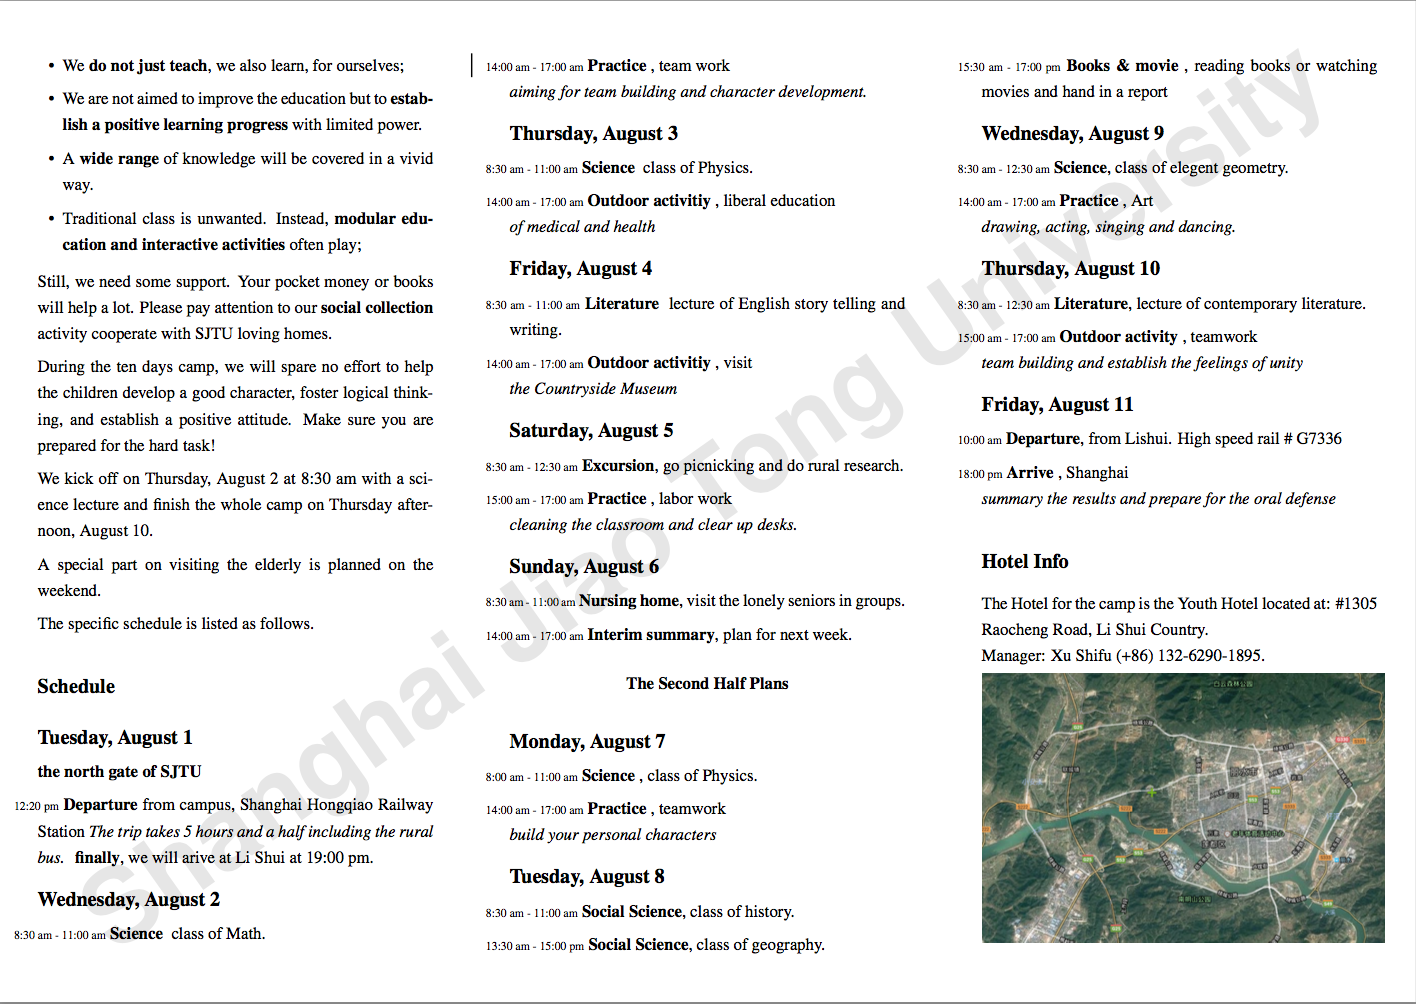 • We do not just teach, we also learn, for ourselves;
• We are not aimed to improve the education but to estab-
lish a positive learning progress with limited power.
• A wide range of knowledge will be covered in a vivid
way.
• Traditional class is unwanted. Instead, modular edu-
cation and interactive activities often play;
Still, we need some support. Your pocket money or books
will help a lot. Please pay attention to our social collection
activity cooperate with SJTU loving homes.
During the ten days camp, we will spare no effort to help
the children develop a good character, foster logical think-
ing, and establish a positive attitude. Make sure you are
prepared for the hard task!
We kick off on Thursday, August 2 at 8:30 am with a sci-
ence lecture and finish the whole camp on Thursday after-
noon, August 10.
A special part on visiting the elderly is planned on the
weekend.
The specific schedule is listed as follows.
Schedule
Tuesday, August 1
the north gate of SJTU
12:20 pm Departure from campus, Shanghai Hongqiao Railway
Station The trip takes 5 hours and a half including the rural
bus. finally, we will arive at Li Shui at 19:00 pm.
Wednesday, August 2
8:30 am - 11:00 am Science class of Math.
14:00 am - 17:00 am Practice , team work
aiming for team building and character development.
Thursday, August 3
8:30 am - 11:00 am Science class of Physics.
14:00 am - 17:00 am Outdoor activitiy , liberal education
of medical and health
Friday, August 4
8:30 am - 11:00 am Literature lecture of English story telling and
writing.
14:00 am - 17:00 am Outdoor activitiy , visit
the Countryside Museum
Saturday, August 5
8:30 am - 12:30 am Excursion, go picnicking and do rural research.
15:00 am - 17:00 am Practice , labor work
cleaning the classroom and clear up desks.
Sunday, August 6
8:30 am - 11:00 am Nursing home, visit the lonely seniors in groups.
14:00 am - 17:00 am Interim summary, plan for next week.
The Second Half Plans
Monday, August 7
8:00 am - 11:00 am Science , class of Physics.
14:00 am - 17:00 am Practice , teamwork
build your personal characters
Tuesday, August 8
8:30 am - 11:00 am Social Science, class of history.
13:30 am - 15:00 pm Social Science, class of geography.
15:30 am - 17:00 pm Books & movie , reading books or watching
movies and hand in a report
Wednesday, August 9
8:30 am - 12:30 am Science, class of elegent geometry.
14:00 am - 17:00 am Practice , Art
drawing, acting, singing and dancing.
Thursday, August 10
8:30 am - 12:30 am Literature, lecture of contemporary literature.
15:00 am - 17:00 am Outdoor activity , teamwork
team building and establish the feelings of unity
Friday, August 11
10:00 am Departure, from Lishui. High speed rail # G7336
18:00 pm Arrive , Shanghai
summary the results and prepare for the oral defense
Hotel Info
The Hotel for the camp is the Youth Hotel located at: #1305
Raocheng Road, Li Shui Country.
Manager: Xu Shifu (+86) 132-6290-1895.
Shanghai Jiao Tong University